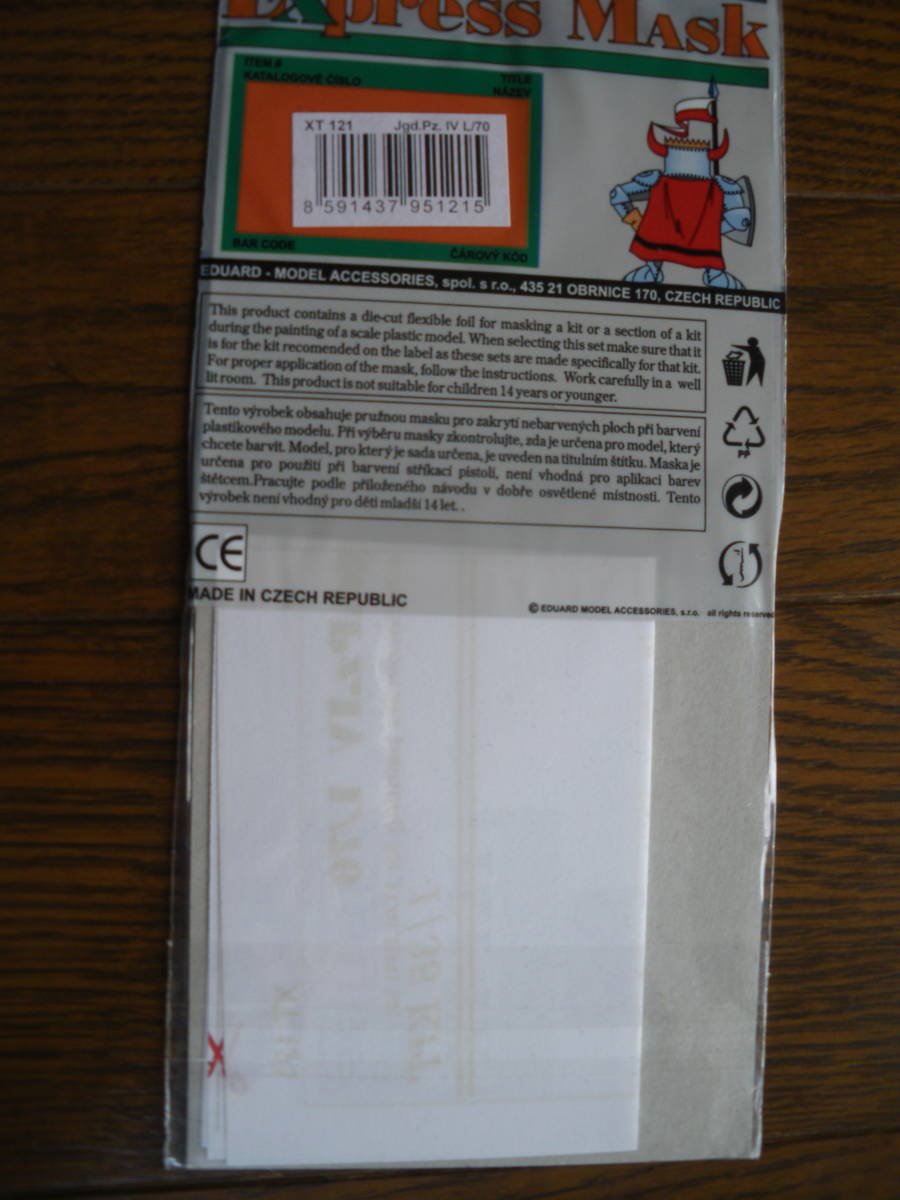 Express Mask
ITEM #
KATALOGOVÉ ČÍSLO
TITLE
NÁZEV
XT 121 Jgd.Pz. IV L/70
8 591437 951215
BAR CODE
ČÁROVÝ KÓD
EDUARD - MODEL ACCESSORIES, spol. s r.o., 435 21 OBRNICE 170, CZECH REPUBLIC
This product contains a die-cut flexible foil for masking a kit or a section of a kit
during the painting of a scale plastic model. When selecting this set make sure that it
is for the kit recomended on the label as these sets are made specifically for that kit.
For proper application of the mask, follow the instructions. Work carefully in a well
lit room. This product is not suitable for children 14 years or younger.
Tento výrobek obsahuje pružnou masku pro zakrytí nebarvených ploch při barvení
plastikového modelu. Při výběru masky zkontrolujte, zda je určena pro model, který
chcete barvit. Model, pro který je sada určena, je uveden na titulním štítku. Maska je
určena pro použití při barvení stříkací pistolí, není vhodná pro aplikaci barev
štětcem.Pracujte podle přiloženého návodu v dobře osvětlené místnosti. Tento
výrobek není vhodný pro děti mladší 14 let. .
CE
MADE IN CZECH REPUBLIC
© EDUARD MODEL ACCESSORIES, s.r.o. all rights reserved